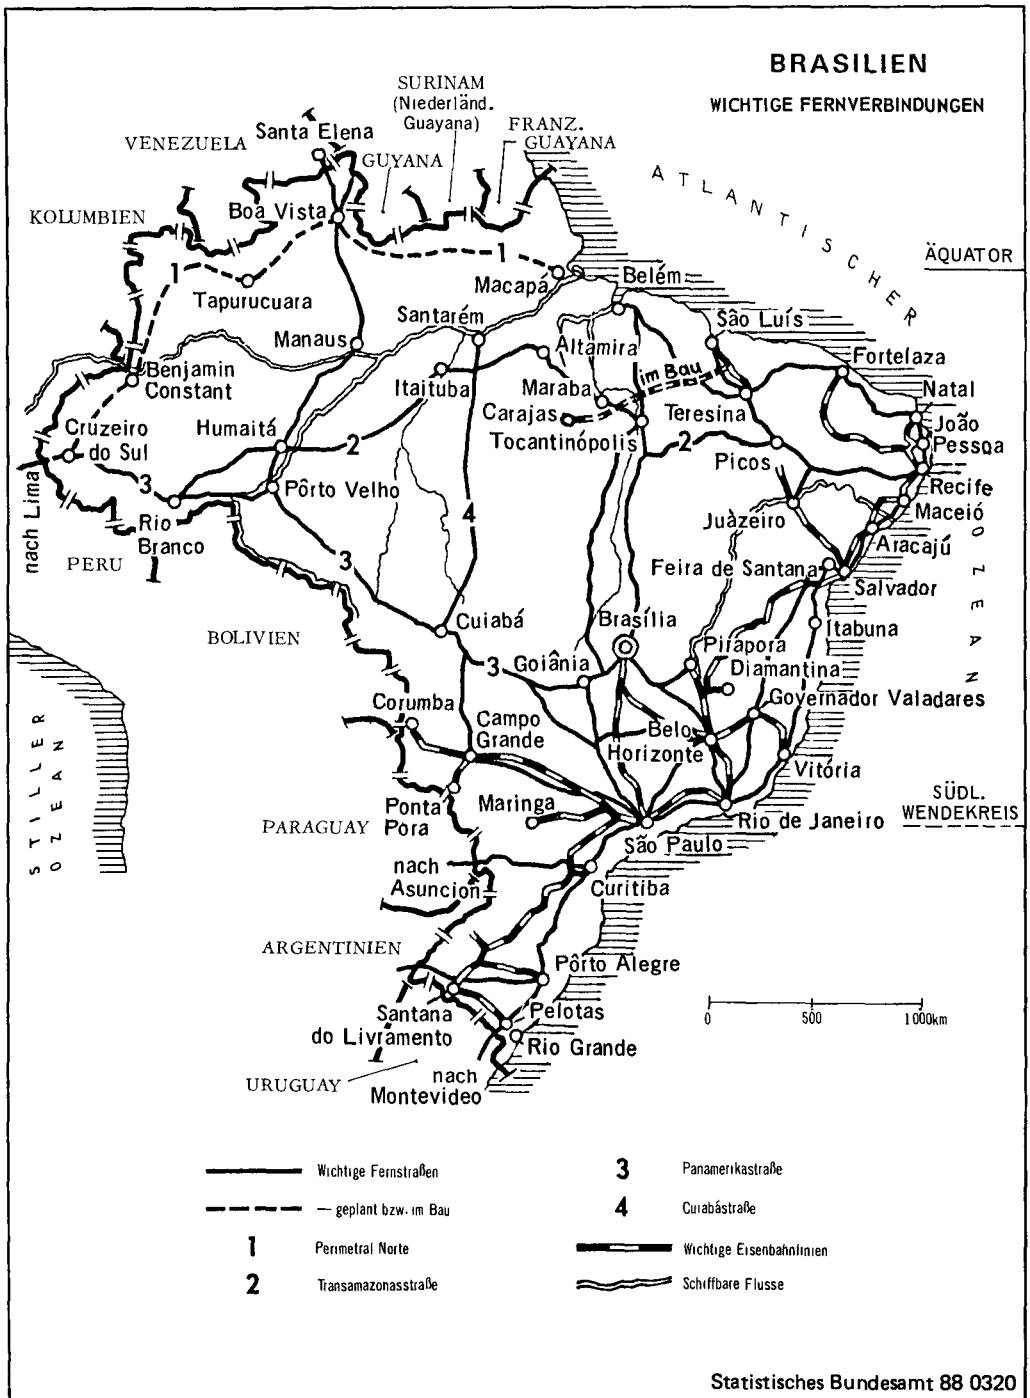 BRASILIEN
WICHTIGE FERNVERBINDUNGEN
SURINAM
(Niederländ.
Guayana)
FRANZ.
GUAYANA
VENEZUELA
Santa Elena
GUYANA
KOLUMBIEN
Boa Vista
ATLANTISCHER
OZEAN
ÄQUATOR
1
1
Tapurucuara
Macapá
Belém
Manaus
Santarém
São Luís
Altamira
Fortelaza
Benjamin
Constant
Itaituba
im Bau
Maraba
Natal
Carajas
Teresina
João
Pessoa
Cruzeiro
do Sul
Humaitá
2
Tocantinópolis
2
Picos
3
Pôrto Velho
4
Recife
nach Lima
Rio
Branco
Juàzeiro
Maceió
Aracajú
PERU
3
Feira de Santana
Salvador
BOLIVIEN
Cuiabá
Brasília
Itabuna
3
Goiânia
Pirapora
Diamantina
Governador Valadares
Corumba
Campo
Grande
Belo
Horizonte
Vitória
STILLER
OZEAN
Ponta
Pora
Maringa
SÜDL.
WENDEKREIS
PARAGUAY
Rio de Janeiro
São Paulo
nach
Asuncion
Curitiba
ARGENTINIEN
Pôrto Alegre
Santana
do Livramento
Pelotas
0 500 1000km
Rio Grande
URUGUAY
nach
Montevideo
Wichtige Fernstraßen
— geplant bzw. im Bau
1 Perimetral Norte
2 Transamazonasstraße
3 Panamerikastraße
4 Cuiabástraße
Wichtige Eisenbahnlinien
Schiffbare Flusse
Statistisches Bundesamt 88 0320